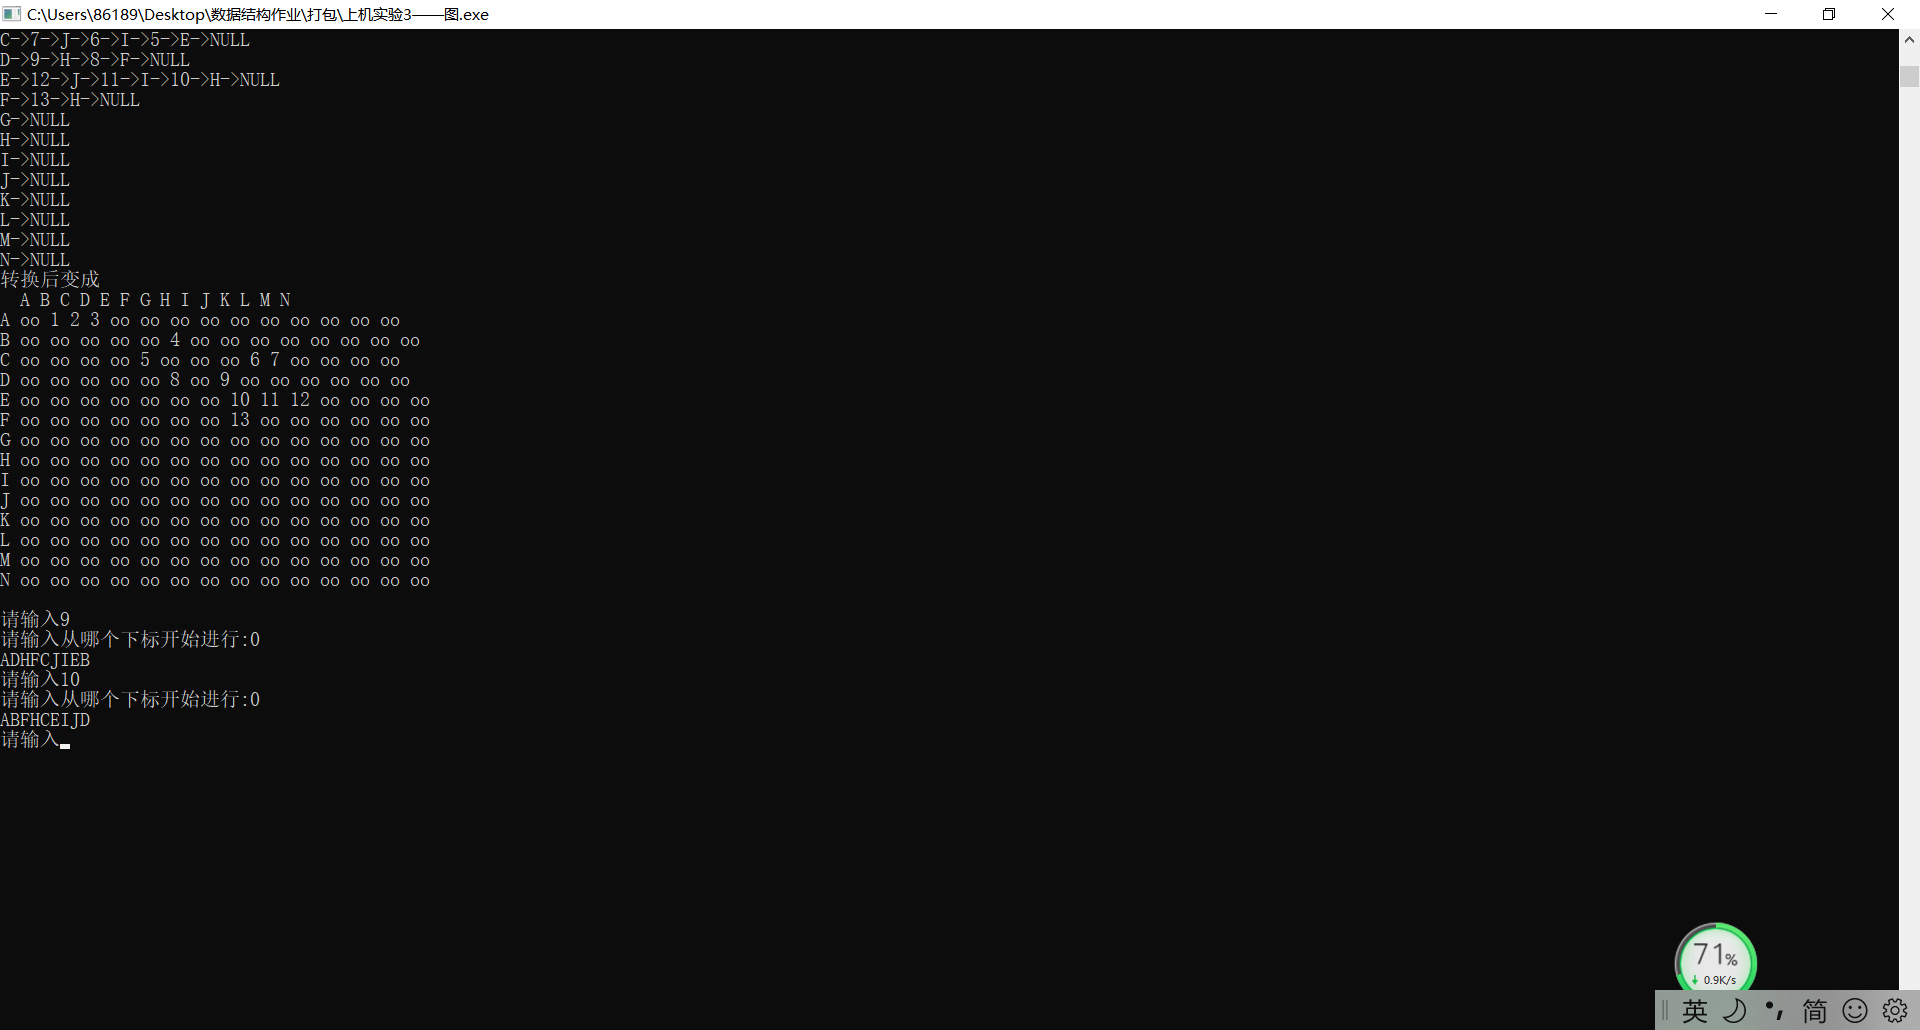 C:\Users\86189\Desktop\数据结构作业\打包\上机实验3——图.exe
C->7->J->6->I->5->E->NULL
D->9->H->8->F->NULL
E->12->J->11->I->10->H->NULL
F->13->H->NULL
G->NULL
H->NULL
I->NULL
J->NULL
K->NULL
L->NULL
M->NULL
N->NULL
转换后变成
A B C D E F G H I J K L M N
A oo 1 2 3 oo oo oo oo oo oo oo oo oo oo
B oo oo oo oo oo 4 oo oo oo oo oo oo oo oo
C oo oo oo oo 5 oo oo oo 6 7 oo oo oo oo
D oo oo oo oo oo 8 oo 9 oo oo oo oo oo oo
E oo oo oo oo oo oo oo 10 11 12 oo oo oo oo
F oo oo oo oo oo oo oo 13 oo oo oo oo oo oo
G oo oo oo oo oo oo oo oo oo oo oo oo oo oo
H oo oo oo oo oo oo oo oo oo oo oo oo oo oo
I oo oo oo oo oo oo oo oo oo oo oo oo oo oo
J oo oo oo oo oo oo oo oo oo oo oo oo oo oo
K oo oo oo oo oo oo oo oo oo oo oo oo oo oo
L oo oo oo oo oo oo oo oo oo oo oo oo oo oo
M oo oo oo oo oo oo oo oo oo oo oo oo oo oo
N oo oo oo oo oo oo oo oo oo oo oo oo oo oo
请输入9
请输入从哪个下标开始进行:0
ADHFCJIEB
请输入10
请输入从哪个下标开始进行:0
ABFHCEIJD
请输入
71%
0.9K/s
英 简